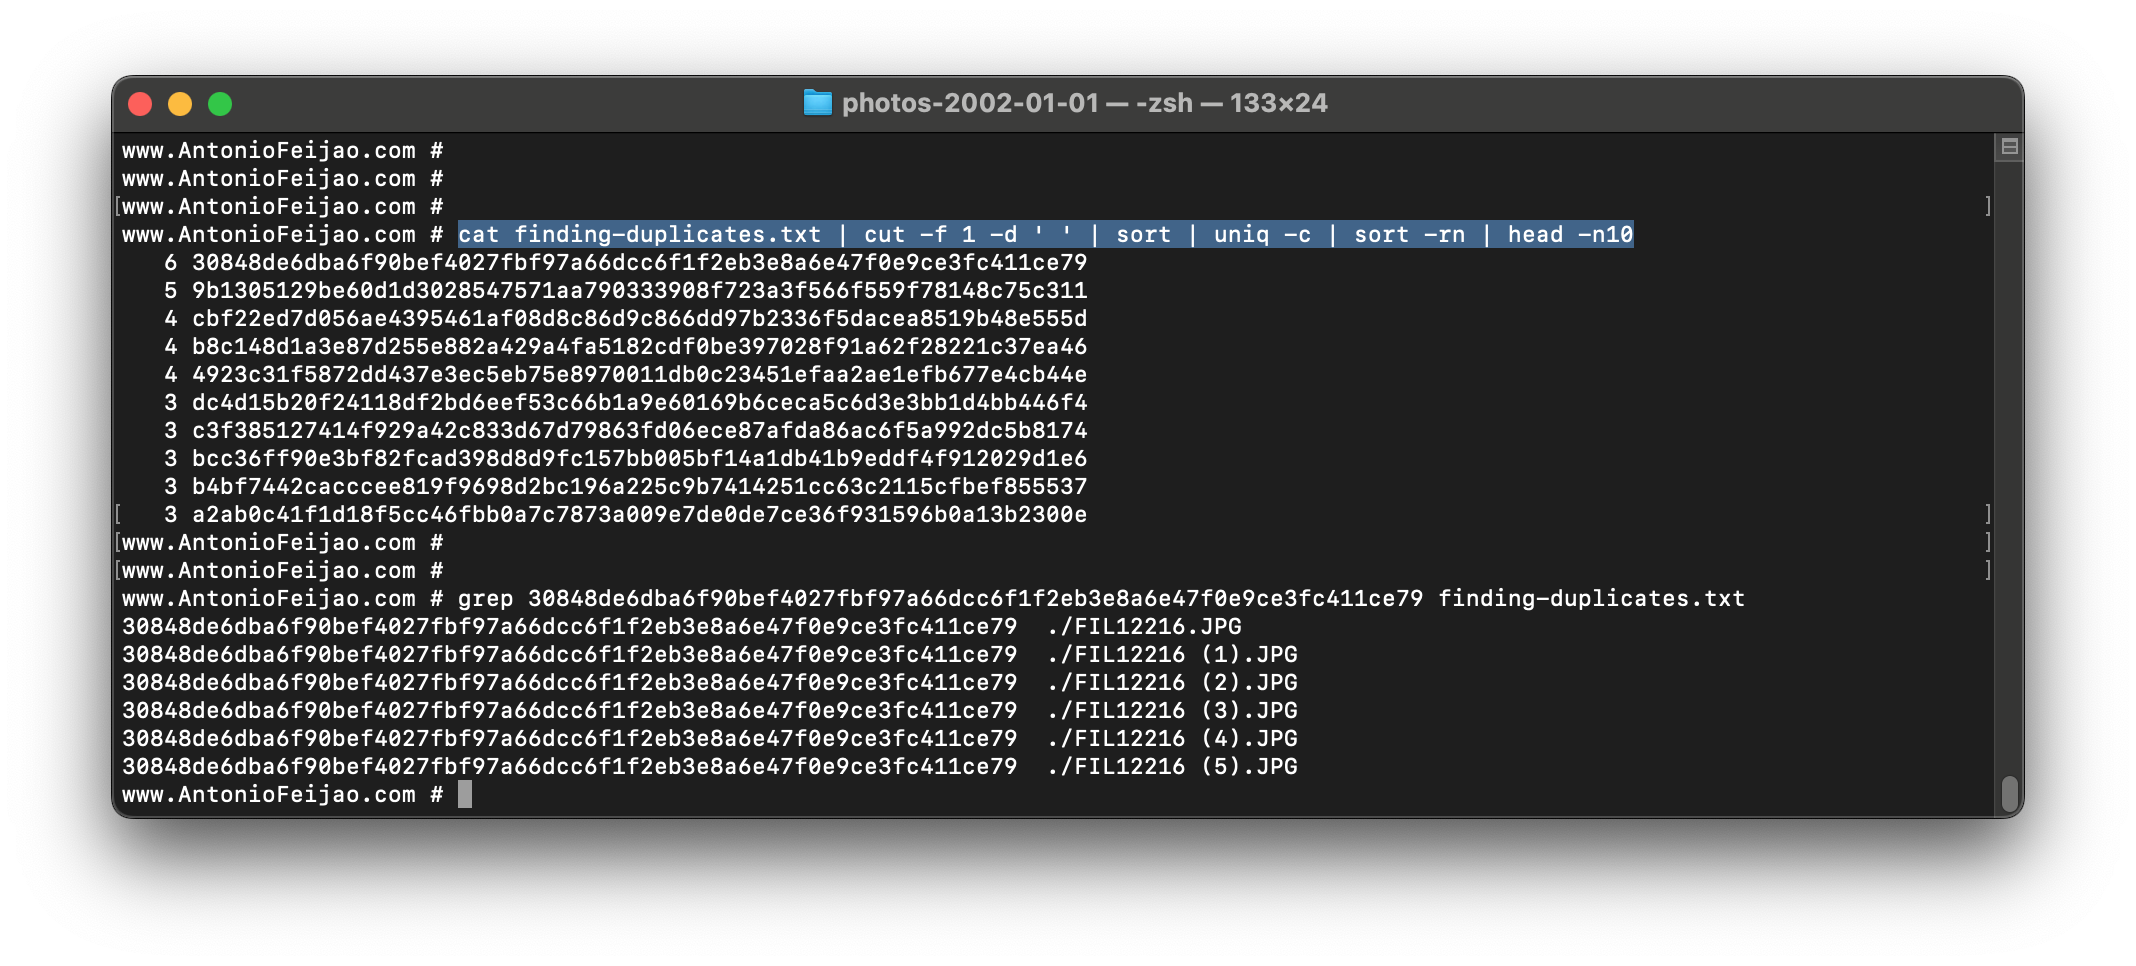 photos-2002-01-01 — -zsh — 133×24
www.AntonioFeijao.com #
www.AntonioFeijao.com #
[www.AntonioFeijao.com # ]
www.AntonioFeijao.com # cat finding-duplicates.txt | cut -f 1 -d ' ' | sort | uniq -c | sort -rn | head -n10
6 30848de6dba6f90bef4027fbf97a66dcc6f1f2eb3e8a6e47f0e9ce3fc411ce79
5 9b1305129be60d1d3028547571aa790333908f723a3f566f559f78148c75c311
4 cbf22ed7d056ae4395461af08d8c86d9c866dd97b2336f5dacea8519b48e555d
4 b8c148d1a3e87d255e882a429a4fa5182cdf0be397028f91a62f28221c37ea46
4 4923c31f5872dd437e3ec5eb75e8970011db0c23451efaa2ae1efb677e4cb44e
3 dc4d15b20f24118df2bd6eef53c66b1a9e60169b6ceca5c6d3e3bb1d4bb446f4
3 c3f385127414f929a42c833d67d79863fd06ece87afda86ac6f5a992dc5b8174
3 bcc36ff90e3bf82fcad398d8d9fc157bb005bf14a1db41b9eddf4f912029d1e6
3 b4bf7442cacccee819f9698d2bc196a225c9b7414251cc63c2115cfbef855537
[ 3 a2ab0c41f1d18f5cc46fbb0a7c7873a009e7de0de7ce36f931596b0a13b2300e ]
[www.AntonioFeijao.com # ]
[www.AntonioFeijao.com # ]
www.AntonioFeijao.com # grep 30848de6dba6f90bef4027fbf97a66dcc6f1f2eb3e8a6e47f0e9ce3fc411ce79 finding-duplicates.txt
30848de6dba6f90bef4027fbf97a66dcc6f1f2eb3e8a6e47f0e9ce3fc411ce79  ./FIL12216.JPG
30848de6dba6f90bef4027fbf97a66dcc6f1f2eb3e8a6e47f0e9ce3fc411ce79  ./FIL12216 (1).JPG
30848de6dba6f90bef4027fbf97a66dcc6f1f2eb3e8a6e47f0e9ce3fc411ce79  ./FIL12216 (2).JPG
30848de6dba6f90bef4027fbf97a66dcc6f1f2eb3e8a6e47f0e9ce3fc411ce79  ./FIL12216 (3).JPG
30848de6dba6f90bef4027fbf97a66dcc6f1f2eb3e8a6e47f0e9ce3fc411ce79  ./FIL12216 (4).JPG
30848de6dba6f90bef4027fbf97a66dcc6f1f2eb3e8a6e47f0e9ce3fc411ce79  ./FIL12216 (5).JPG
www.AntonioFeijao.com #